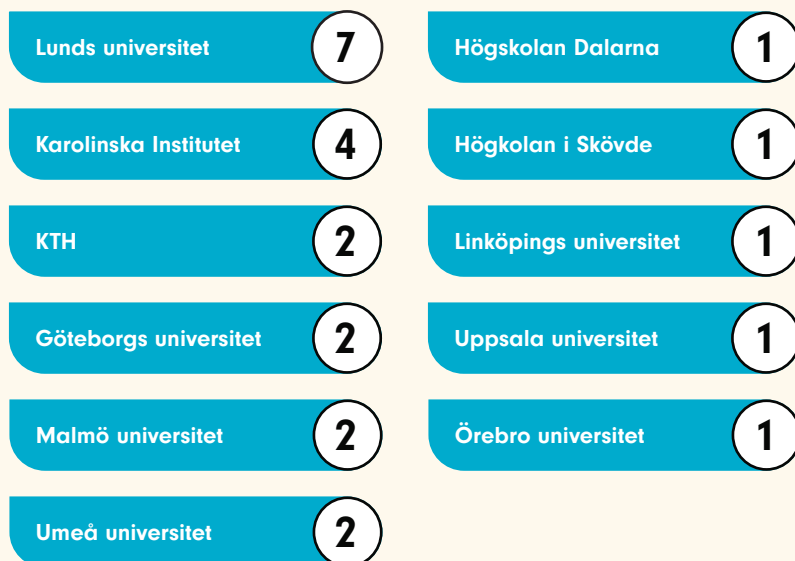 Lunds universitet 7
Karolinska Institutet 4
KTH 2
Göteborgs universitet 2
Malmö universitet 2
Umeå universitet 2
Högskolan Dalarna 1
Högkolan i Skövde 1
Linköpings universitet 1
Uppsala universitet 1
Örebro universitet 1